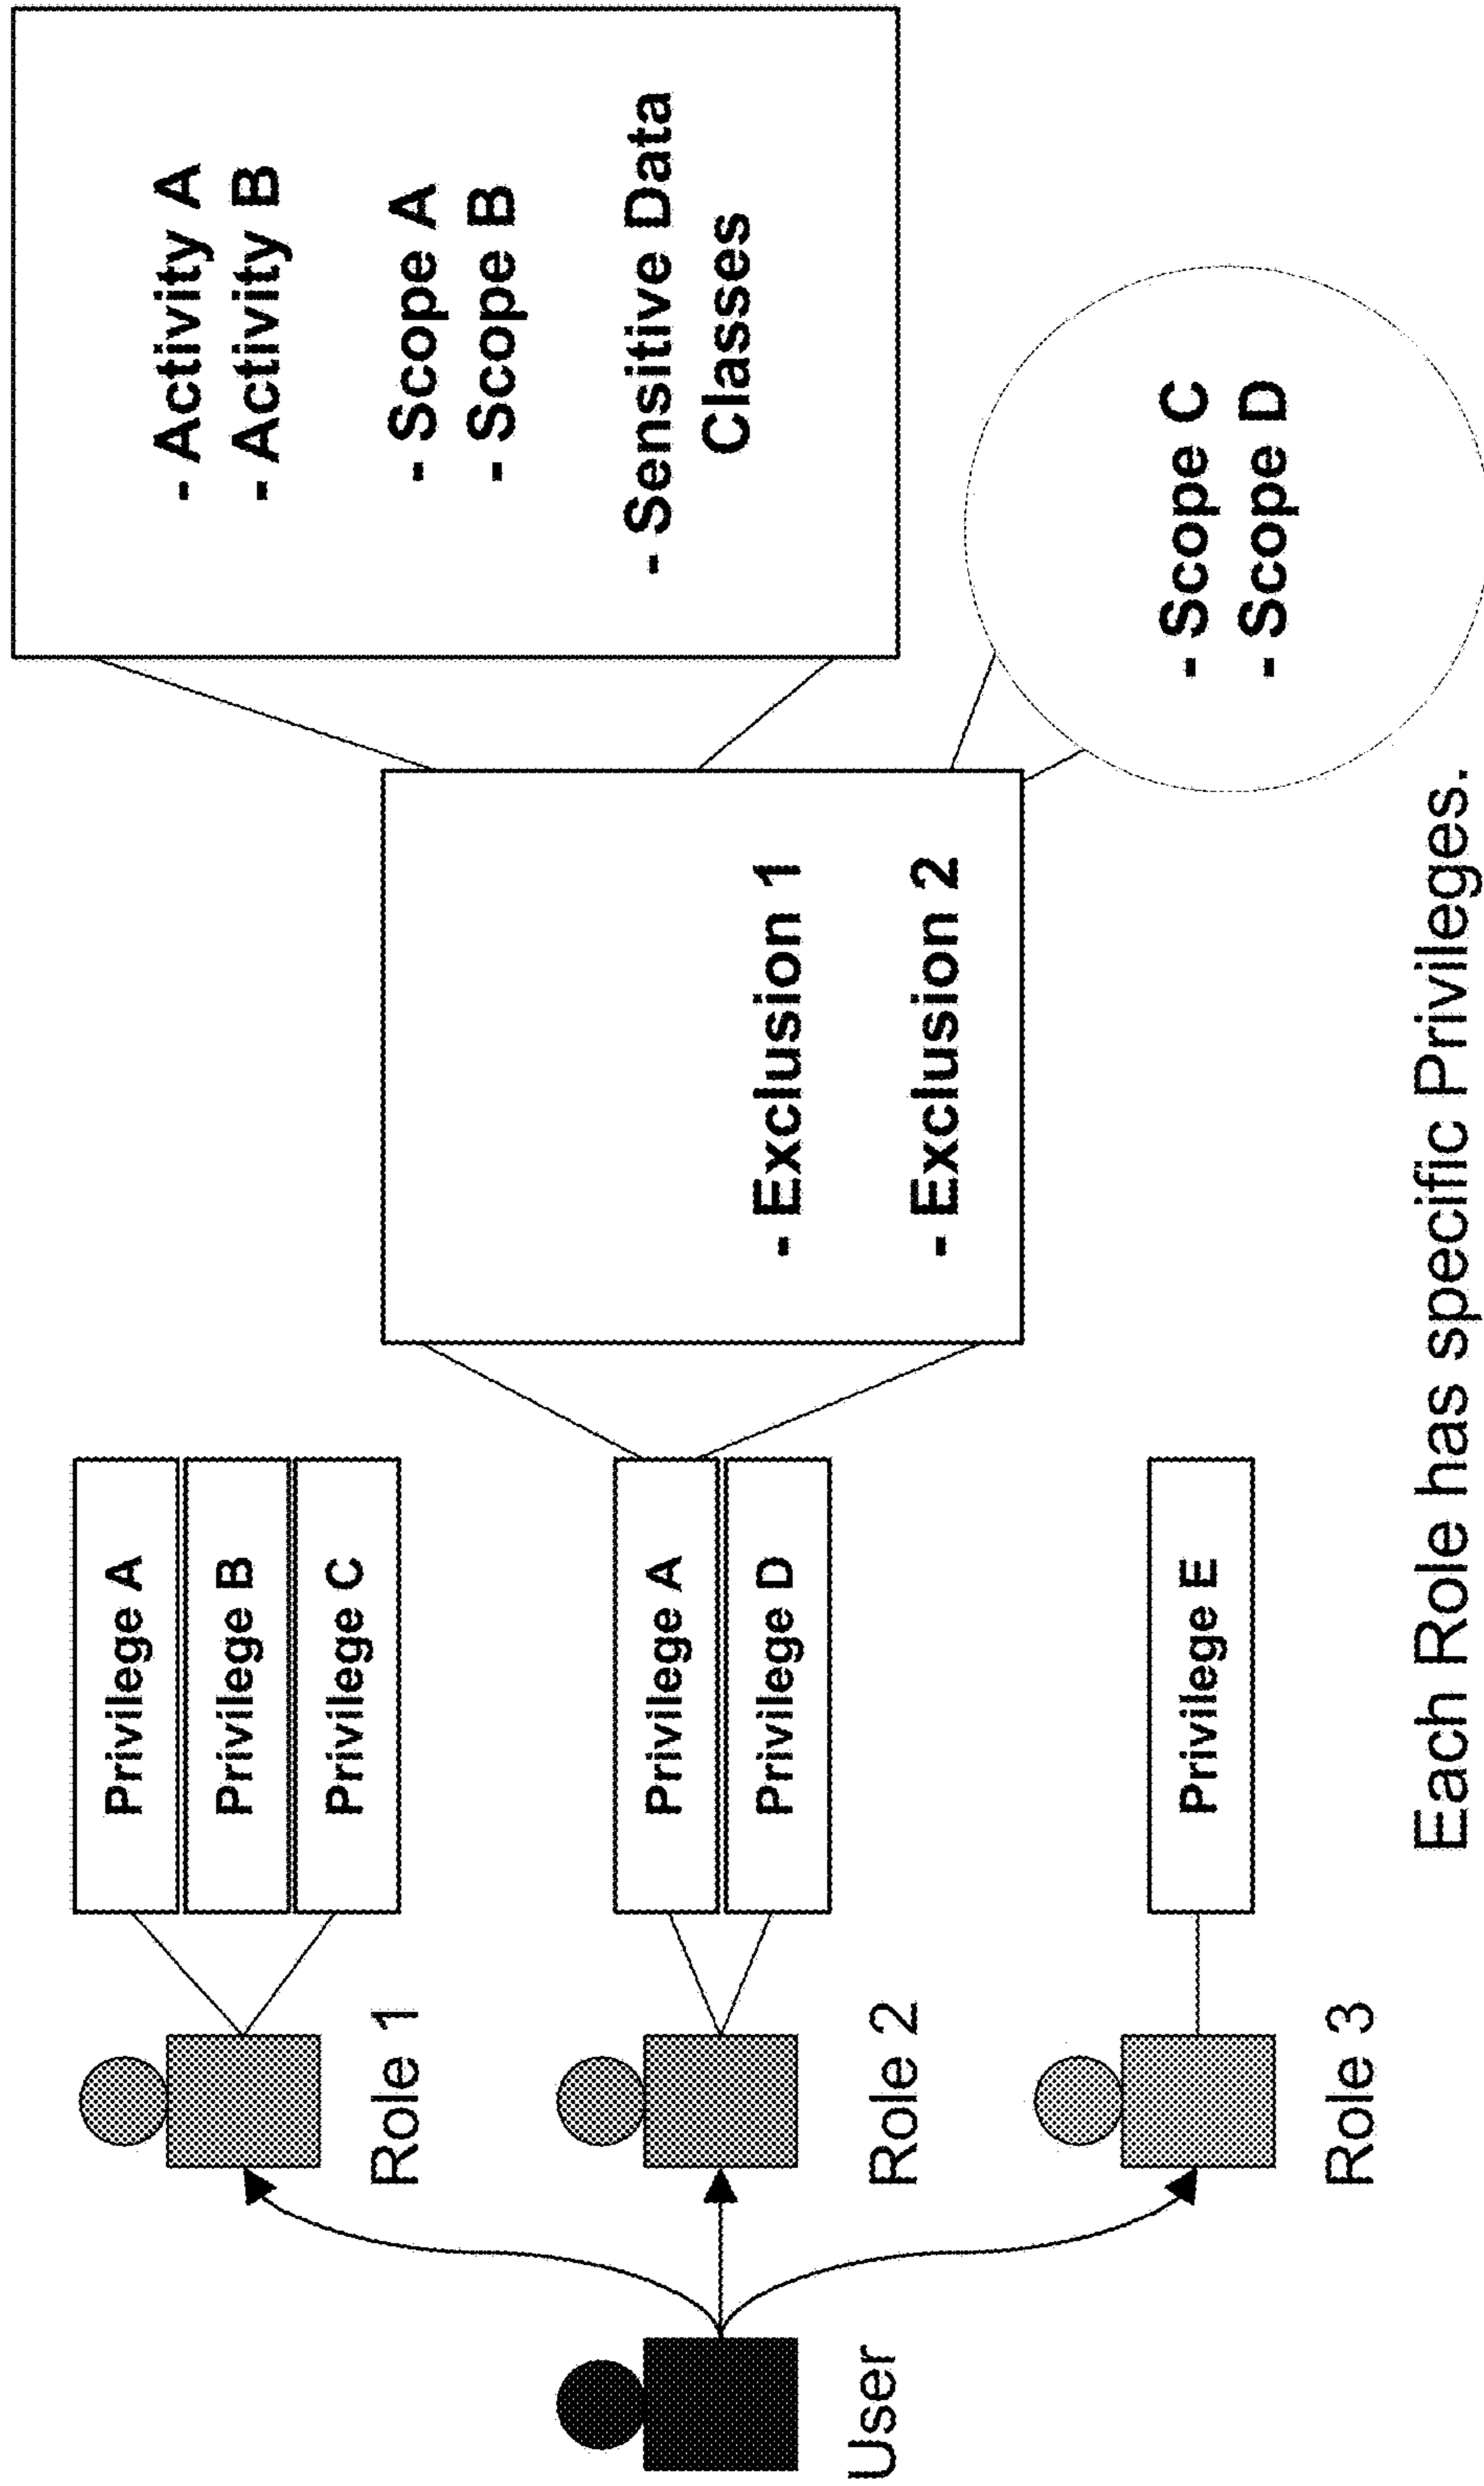 User
Role 1
Role 2
Role 3
Privilege A
Privilege B
Privilege C
Privilege A
Privilege D
Privilege E
- Exclusion 1
- Exclusion 2
- Activity A
- Activity B
- Scope A
- Scope B
- Sensitive Data
Classes
- Scope C
- Scope D
Each Role has specific Privileges.